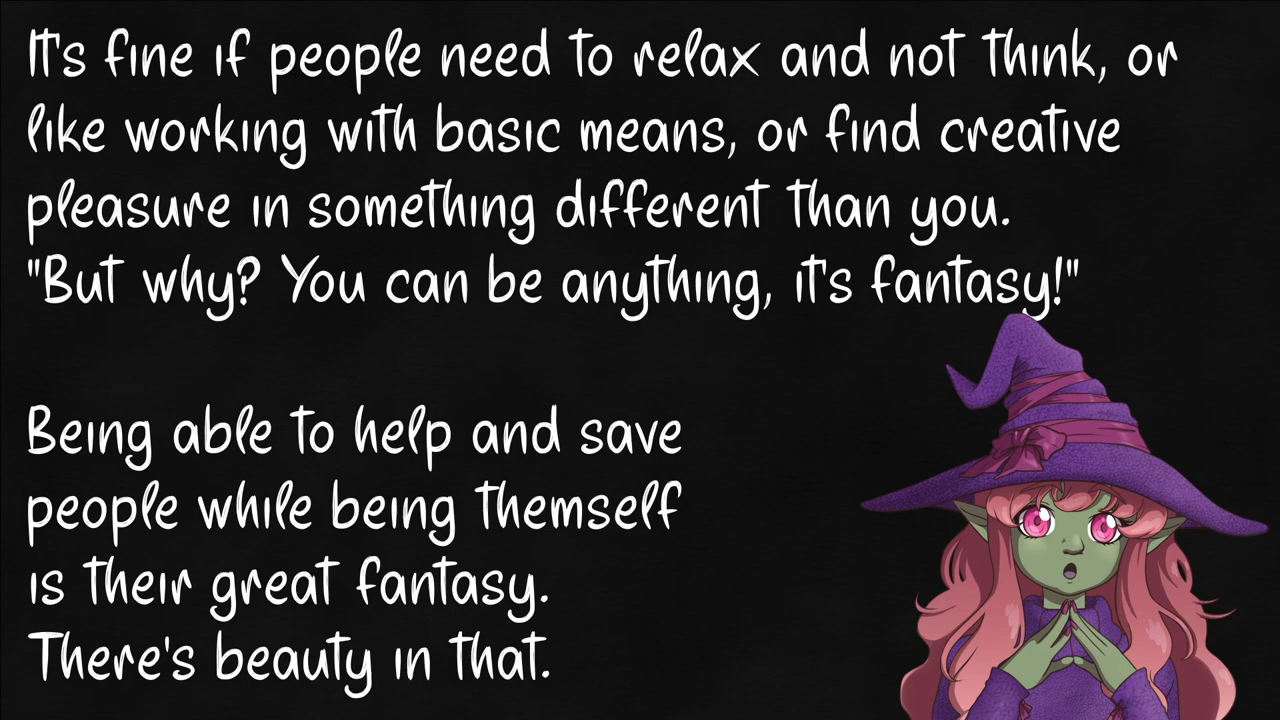 It's fine if people need to relax and not think, or
like working with basic means, or find creative
pleasure in something different than you.
"But why? You can be anything, it's fantasy!"
Being able to help and save
people while being themself
is their great fantasy.
There's beauty in that.